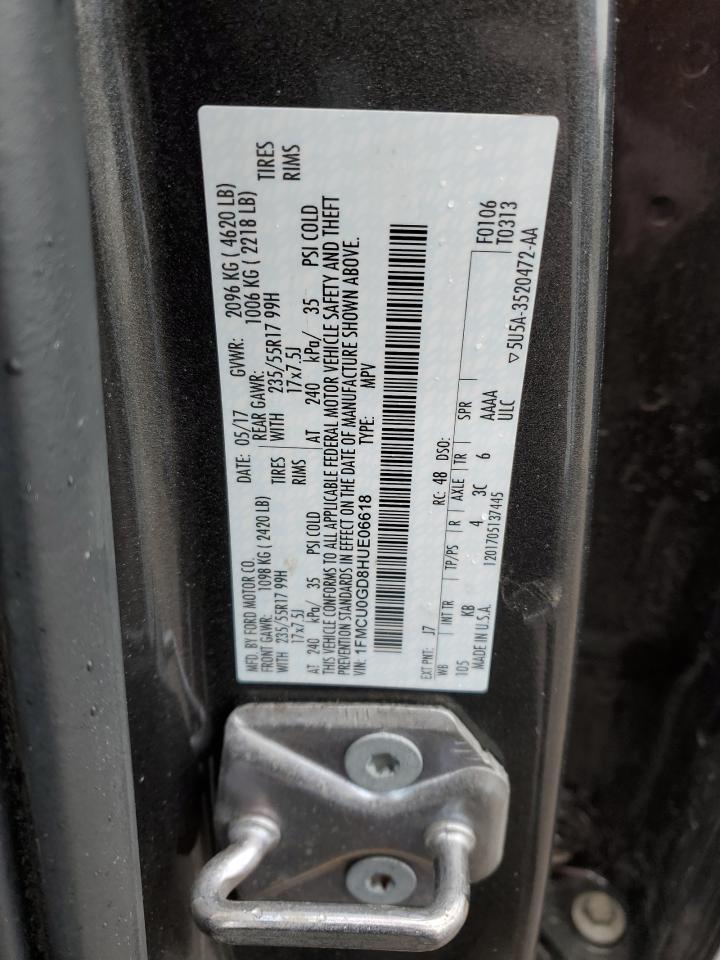 MFD. BY FORD MOTOR CO. DATE: 05/17 GVWR: 2096 KG ( 4620 LB)
FRONT GAWR: 1098 KG ( 2420 LB) REAR GAWR: 1006 KG ( 2218 LB)
WITH 235/55R17 99H TIRES WITH 235/55R17 99H TIRES
17x7.5J RIMS 17x7.5J RIMS
AT 240 kPa/ 35 PSI COLD AT 240 kPa/ 35 PSI COLD
THIS VEHICLE CONFORMS TO ALL APPLICABLE FEDERAL MOTOR VEHICLE SAFETY AND THEFT
PREVENTION STANDARDS IN EFFECT ON THE DATE OF MANUFACTURE SHOWN ABOVE.
VIN: 1FMCU0GD8HUE06618 TYPE: MPV
EXT PNT: J7 RC: 48 DSO: F0106
WB INT TR TP/PS R AXLE TR SPR T0313
105 KB 4 3C 6 AAAA ▽5U5A-3520472-AA
MADE IN U.S.A. 1201705137445 ULC